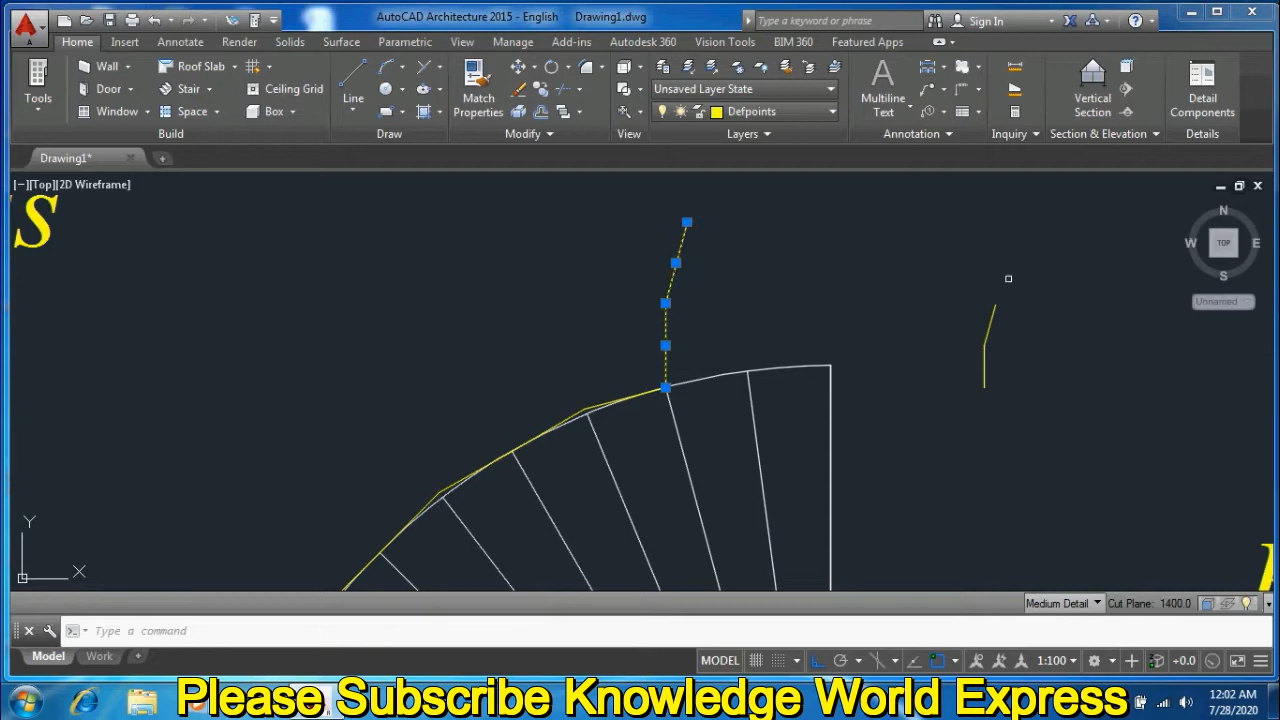 AutoCAD Architecture 2015 - English Drawing1.dwg Type a keyword or phrase Sign In
Home Insert Annotate Render Solids Surface Parametric View Manage Add-ins Autodesk 360 Vision Tools BIM 360 Featured Apps
Tools Wall Roof Slab Door Stair Ceiling Grid Window Space Box
Line Match Properties Unsaved Layer State Defpoints
Multiline Text Vertical Section Detail Components
Build Draw Modify View Layers Annotation Inquiry Section & Elevation Details
Drawing1*
[−][Top][2D Wireframe]
S
N
W TOP E
S
Unnamed
Y
X
Medium Detail Cut Plane: 1400.0
Type a command
Model Work MODEL 1:100 +0.0
Please Subscribe Knowledge World Express
12:02 AM
7/28/2020